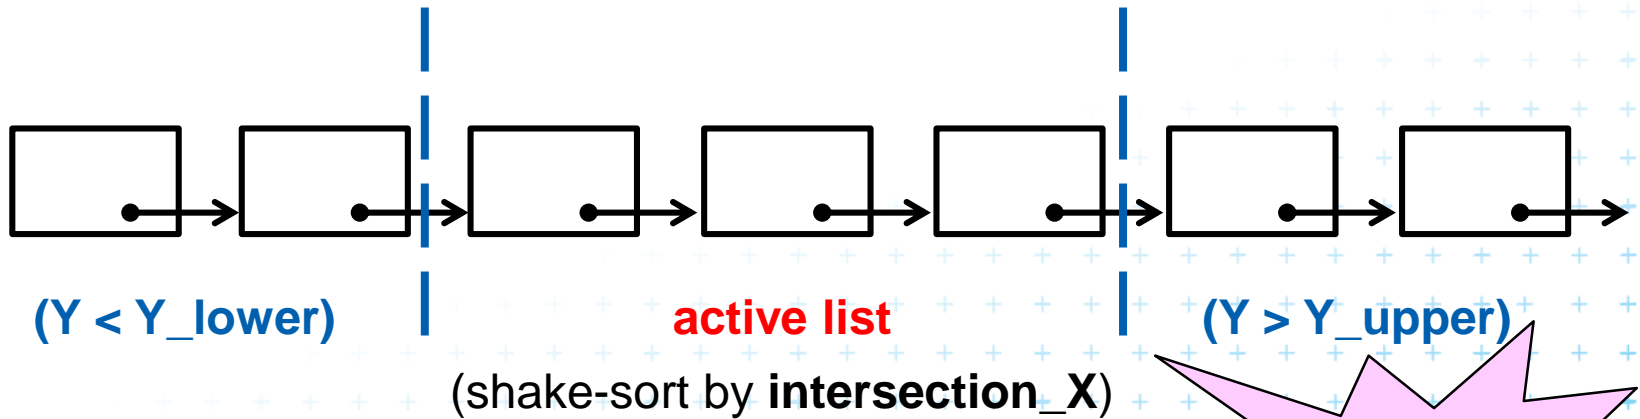 (Y < Y_lower) active list (Y > Y_upper)
(shake-sort by intersection_X)